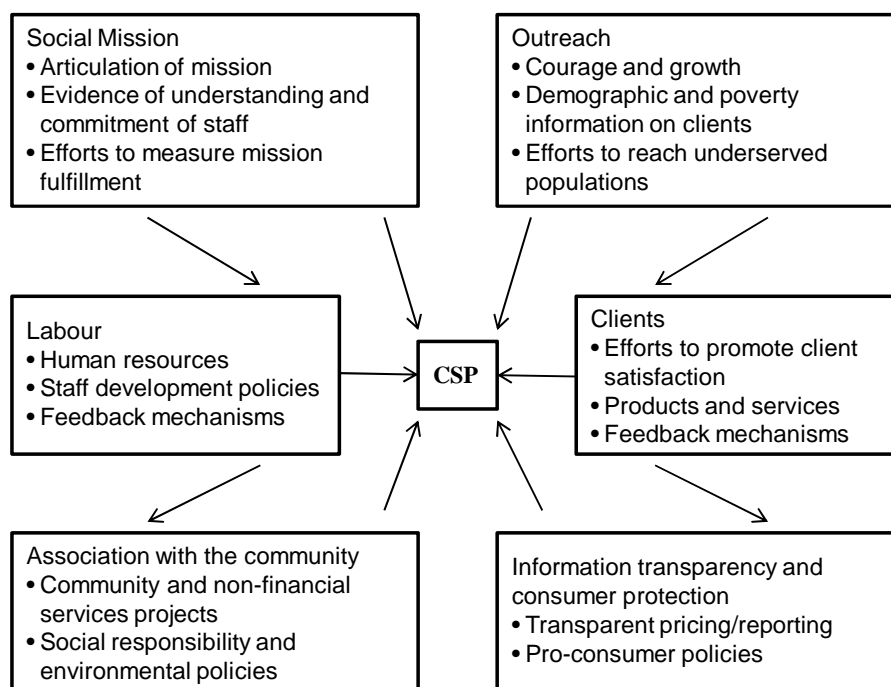 Social Mission
• Articulation of mission
• Evidence of understanding and
commitment of staff
• Efforts to measure mission
fulfillment
Outreach
• Courage and growth
• Demographic and poverty
information on clients
• Efforts to reach underserved
populations
Labour
• Human resources
• Staff development policies
• Feedback mechanisms
CSP
Clients
• Efforts to promote client
satisfaction
• Products and services
• Feedback mechanisms
Association with the community
• Community and non-financial
services projects
• Social responsibility and
environmental policies
Information transparency and
consumer protection
• Transparent pricing/reporting
• Pro-consumer policies